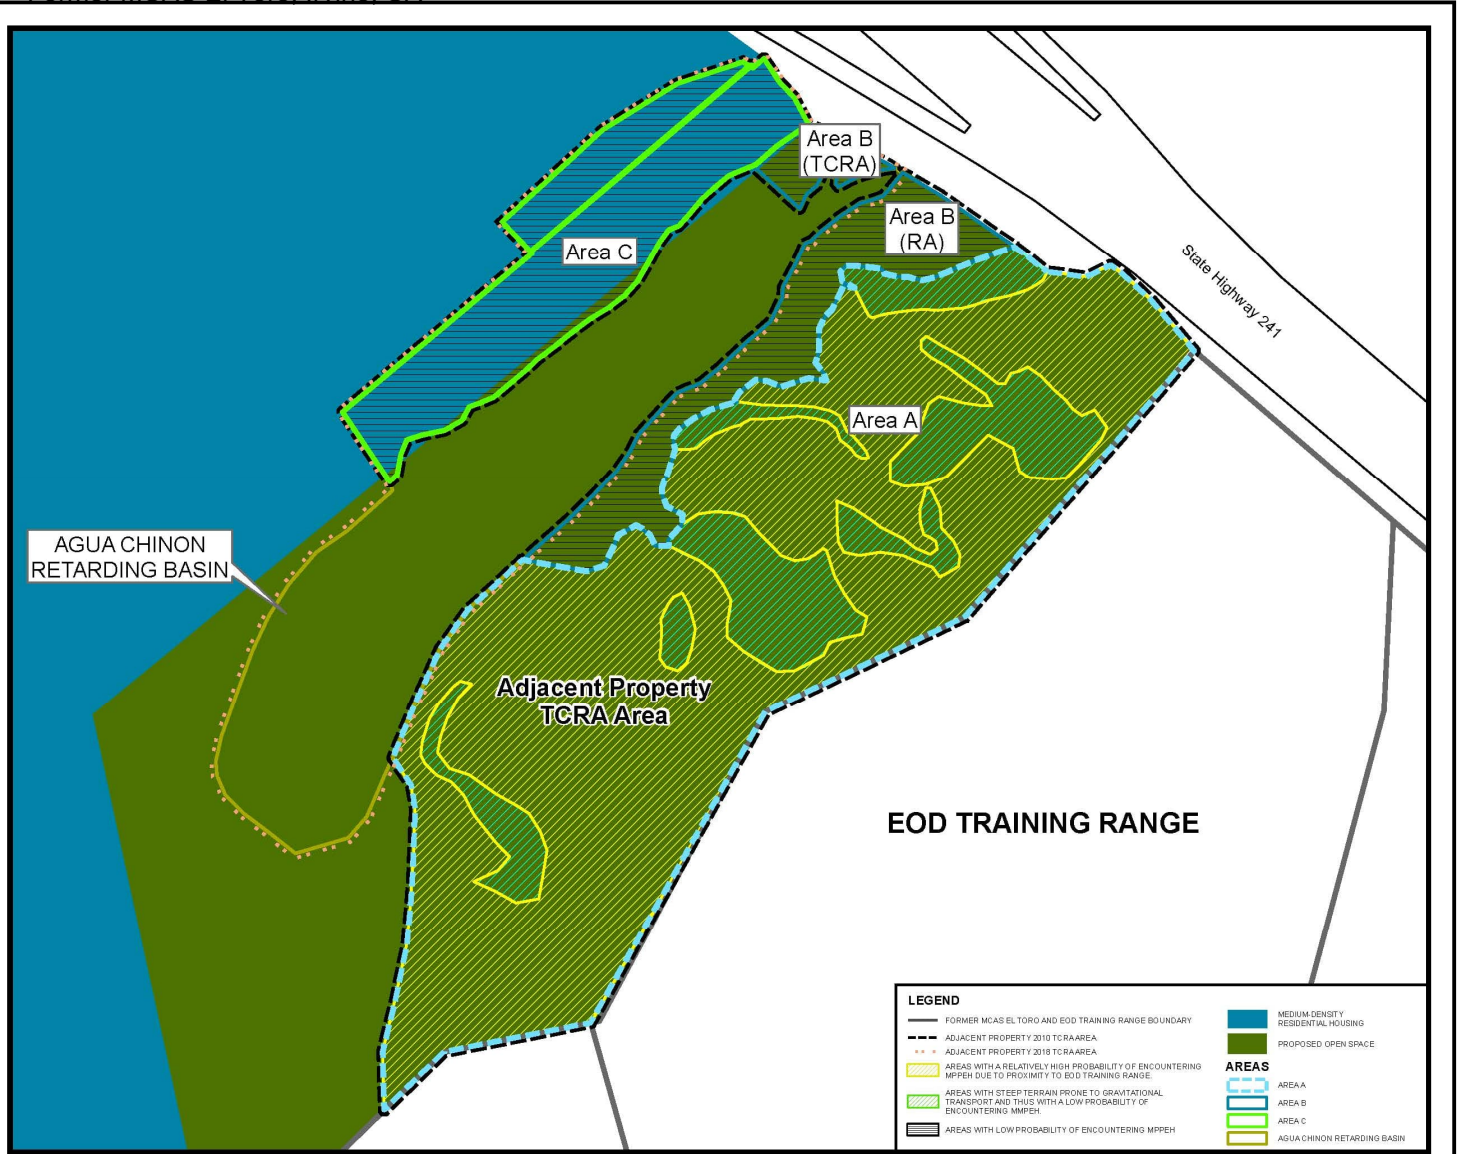 Area B
(TCRA)
Area B
(RA)
Area C
State Highway 241
Area A
AGUA CHINON
RETARDING BASIN
Adjacent Property
TCRA Area
EOD TRAINING RANGE
LEGEND
FORMER MCAS EL TORO AND EOD TRAINING RANGE BOUNDARY
ADJACENT PROPERTY 2010 TCRA AREA
ADJACENT PROPERTY 2018 TCRA AREA
AREAS WITH A RELATIVELY HIGH PROBABILITY OF ENCOUNTERING
MPPEH DUE TO PROXIMITY TO EOD TRAINING RANGE.
AREAS WITH STEEP TERRAIN PRONE TO GRAVITATIONAL
TRANSPORT AND THUS WITH A LOW PROBABILITY OF
ENCOUNTERING MMPEH.
AREAS WITH LOW PROBABILITY OF ENCOUNTERING MPPEH
MEDIUM-DENSITY
RESIDENTIAL HOUSING
PROPOSED OPEN SPACE
AREAS
AREA A
AREA B
AREA C
AGUA CHINON RETARDING BASIN